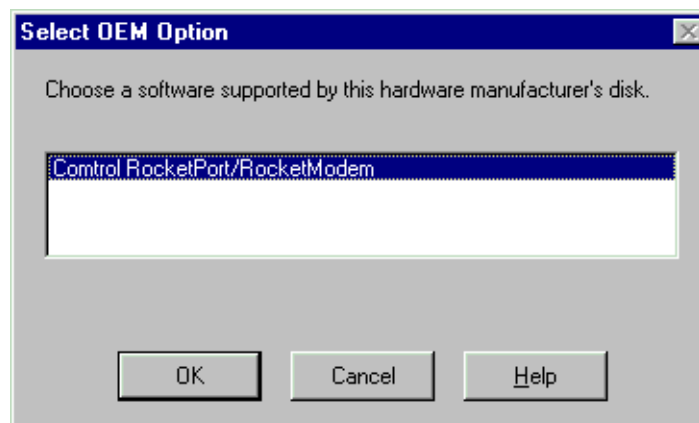 Select OEM Option
Choose a software supported by this hardware manufacturer's disk.
Comtrol RocketPort/RocketModem
OK
Cancel
Help